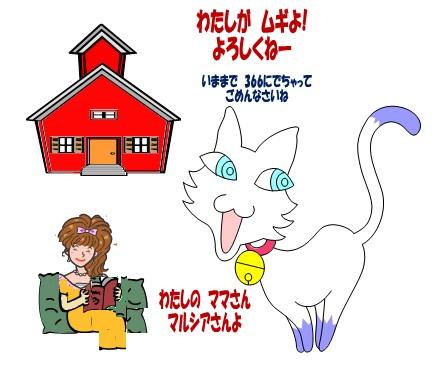 わたしが ムギよ!
よろしくねー
いままで 366にでちゃって
ごめんなさいね
わたしの ママさん
マルシアさんよ